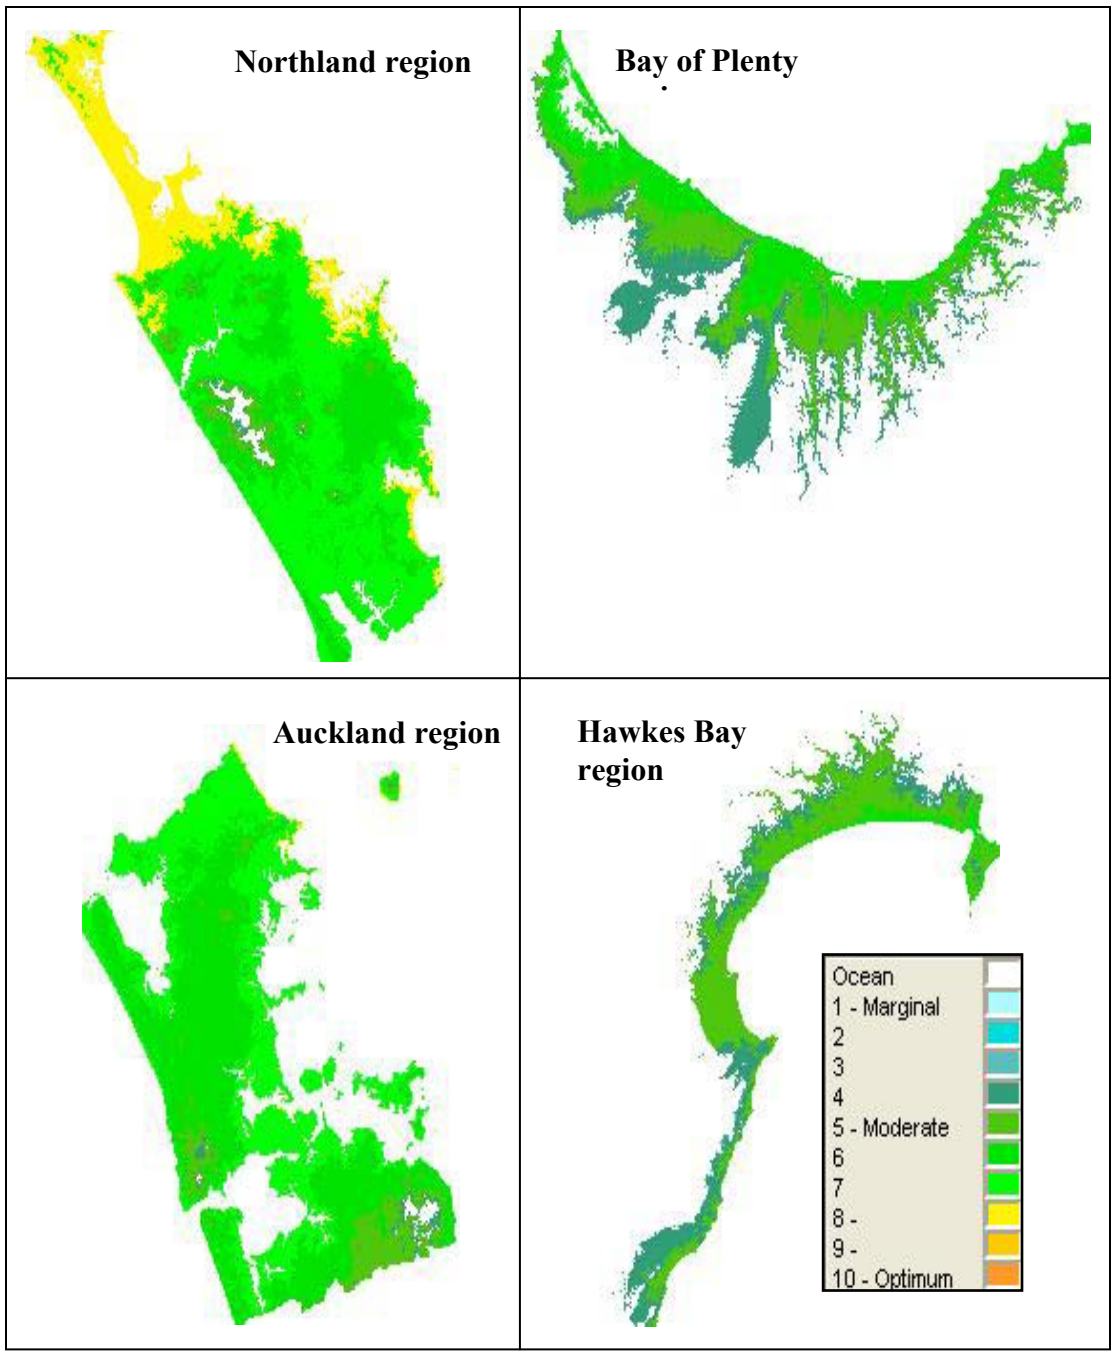 Northland region
Bay of Plenty
.
Auckland region
Hawkes Bay
region
Ocean
1 - Marginal
2
3
4
5 - Moderate
6
7
8 -
9 -
10 - Optimum